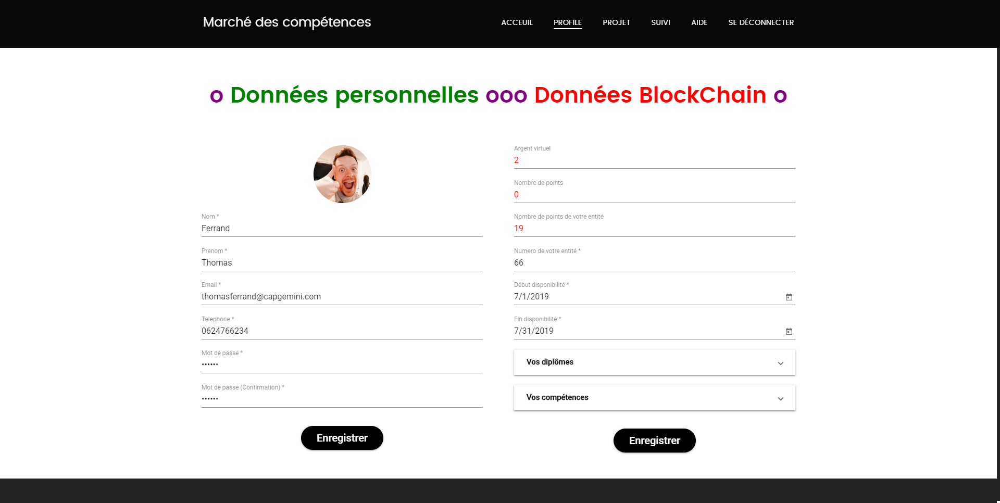 Marché des compétences
ACCEUIL PROFILE PROJET SUIVI AIDE SE DÉCONNECTER
o Données personnelles ooo Données BlockChain o
Nom *
Ferrand
Prenom *
Thomas
Email *
thomasferrand@capgemini.com
Telephone *
0624766234
Mot de passe *
••••••
Mot de passe (Confirmation) *
••••••
Enregistrer
Argent virtuel
2
Nombre de points
0
Nombre de points de votre entité
19
Numero de votre entité *
66
Début disponibilité *
7/1/2019
Fin disponibilité *
7/31/2019
Vos diplômes
Vos compétences
Enregistrer